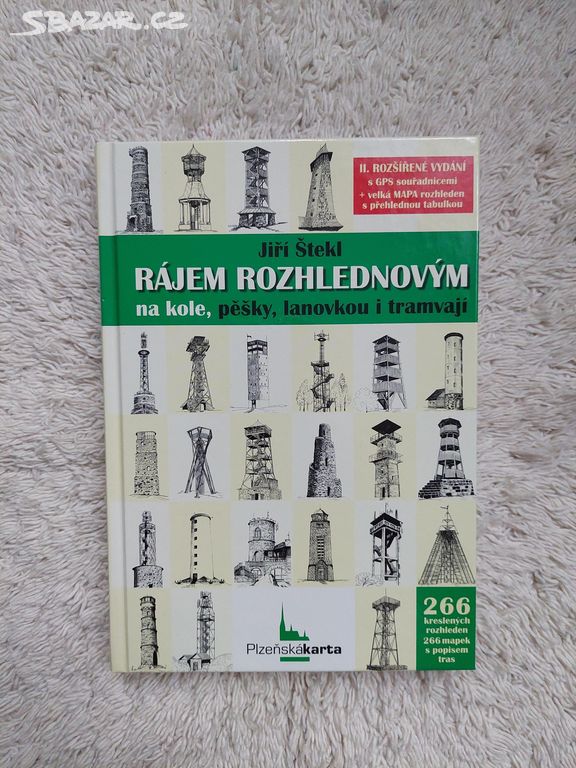 SBAZAR.CZ
II. ROZŠÍŘENÉ VYDÁNÍ
s GPS souřadnicemi
+ velká MAPA rozhleden
s přehlednou tabulkou
Jiří Štekl
RÁJEM ROZHLEDNOVÝM
na kole, pěšky, lanovkou i tramvají
266
kreslených
rozhleden
266 mapek
s popisem
tras
Plzeňskákarta